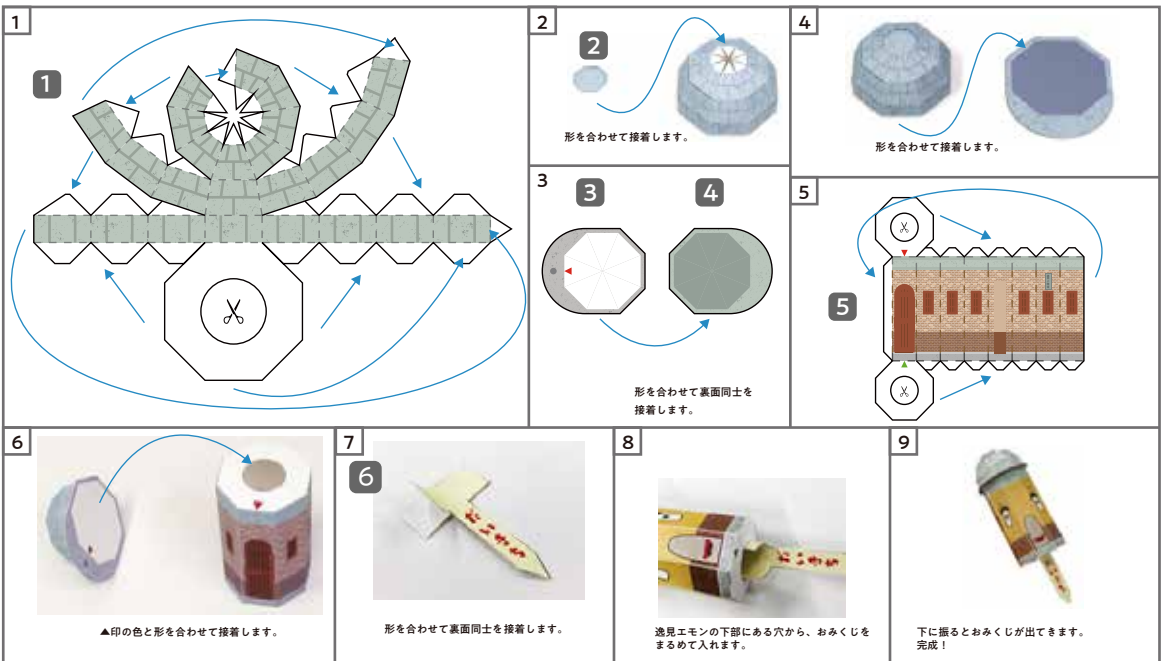 1
1
2
2
形を合わせて接着します。
4
形を合わせて接着します。
3
3
4
形を合わせて裏面同士を
接着します。
5
5
6
▲印の色と形を合わせて接着します。
7
6
形を合わせて裏面同士を接着します。
8
逸見エモンの下部にある穴から、おみくじを
まるめて入れます。
9
下に振るとおみくじが出てきます。
完成！